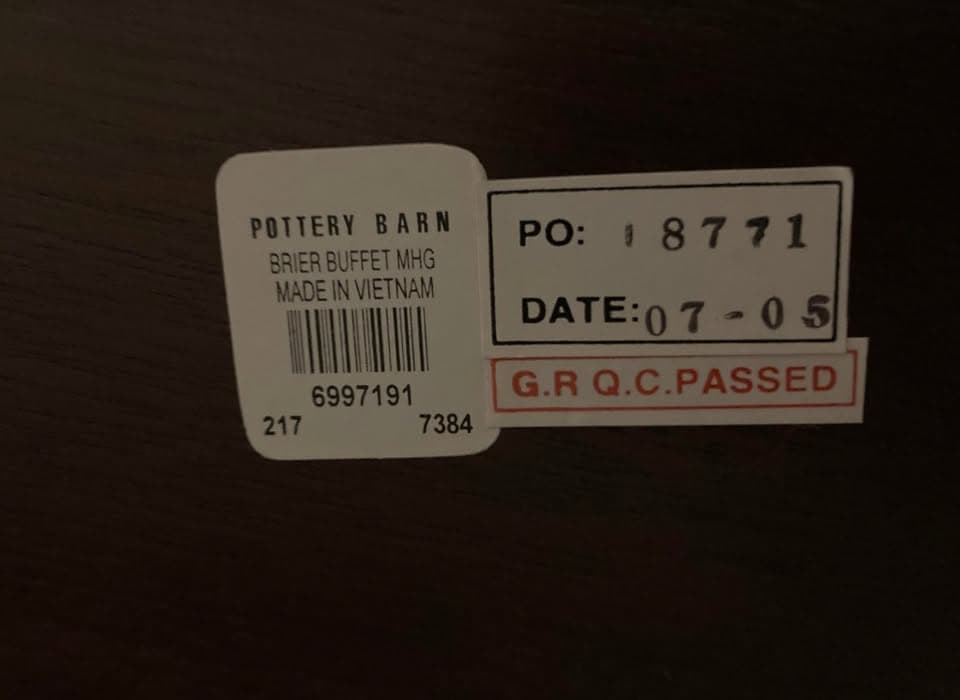 POTTERY BARN
BRIER BUFFET MHG
MADE IN VIETNAM
6997191
217 7384
PO: 18771
DATE: 07-05
G.R Q.C.PASSED